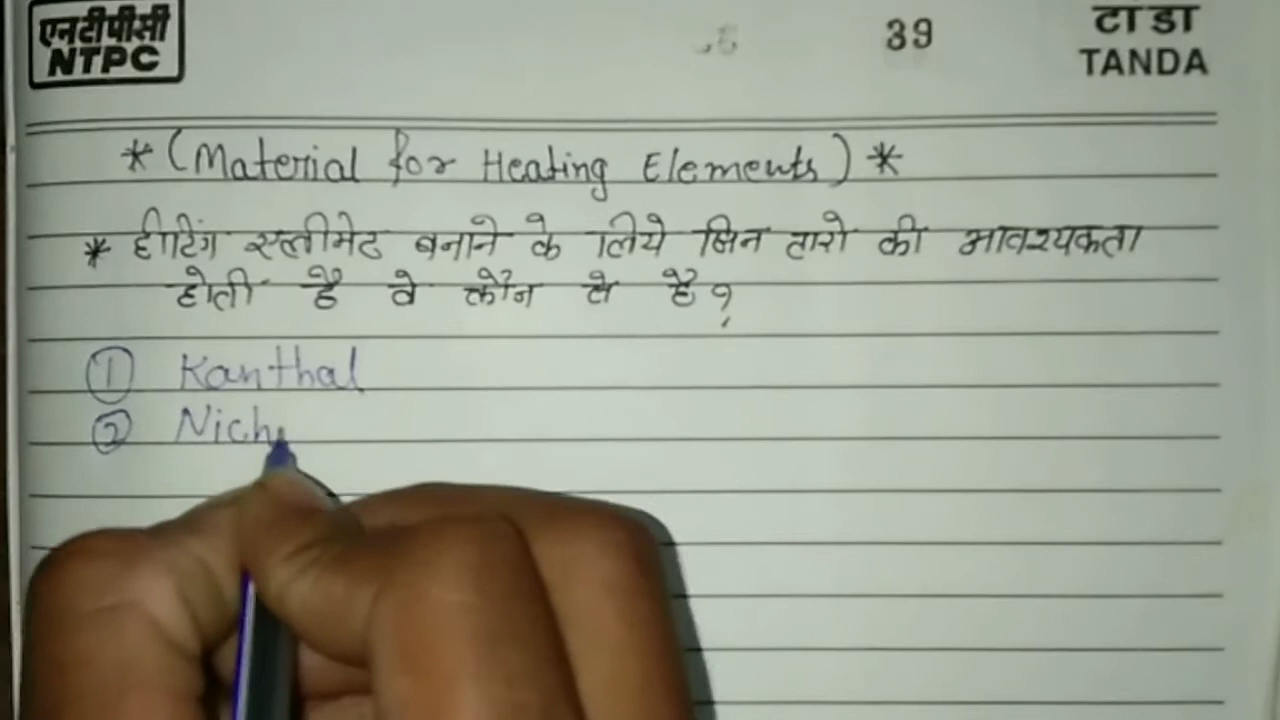 एनटीपीसी
NTPC
39
टाडा
TANDA
* (Material for Heating Elements) *
* हीटिंग एलीमेंट बनाने के लिये जिन तारो की आवश्यकता
होती है वे कौन से है?
① Kanthal
② Nich